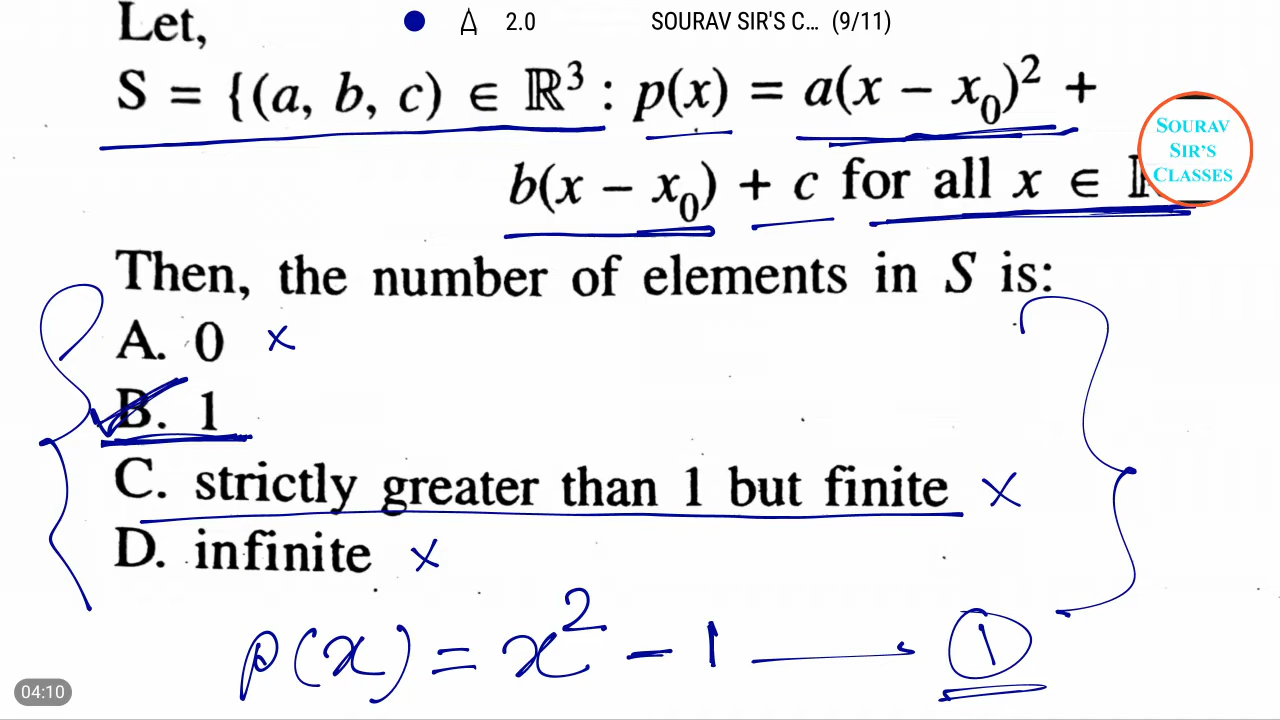 Let,
2.0 SOURAV SIR'S C... (9/11)
S = {(a, b, c) ∈ ℝ³ : p(x) = a(x − x₀)² +
b(x − x₀) + c for all x ∈
SOURAV
SIR'S
CLASSES
Then, the number of elements in S is:
A. 0 ×
B. 1
C. strictly greater than 1 but finite ×
D. infinite ×
p(x) = x² − 1 ①
04:10